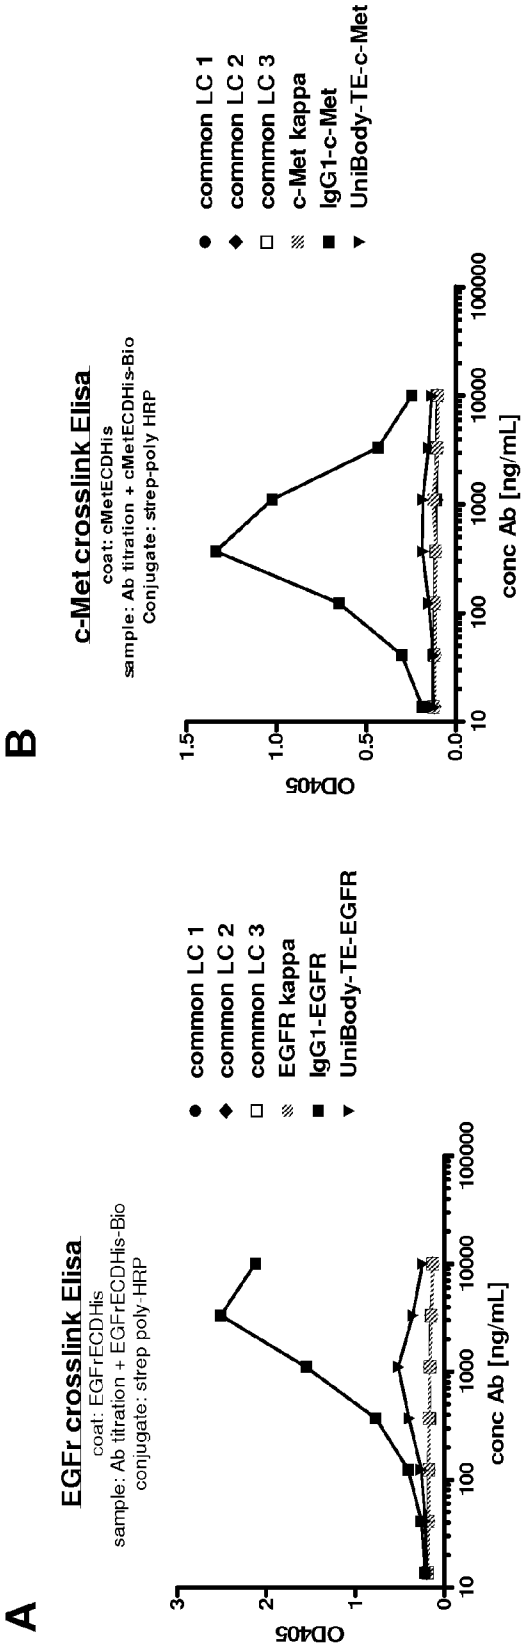 A
EGFr crosslink Elisa
coat: EGFrECDHis
sample: Ab titration + EGFrECDHis-Bio
conjugate: strep poly-HRP
OD405
3
2
1
0
10
100
1000
10000
100000
conc Ab [ng/mL]
common LC 1
common LC 2
common LC 3
EGFR kappa
IgG1-EGFR
UniBody-TE-EGFR
B
c-Met crosslink Elisa
coat: cMetECDHis
sample: Ab titration + cMetECDHis-Bio
Conjugate: strep-poly HRP
OD405
1.5
1.0
0.5
0.0
10
100
1000
10000
100000
conc Ab [ng/mL]
common LC 1
common LC 2
common LC 3
c-Met kappa
IgG1-c-Met
UniBody-TE-c-Met